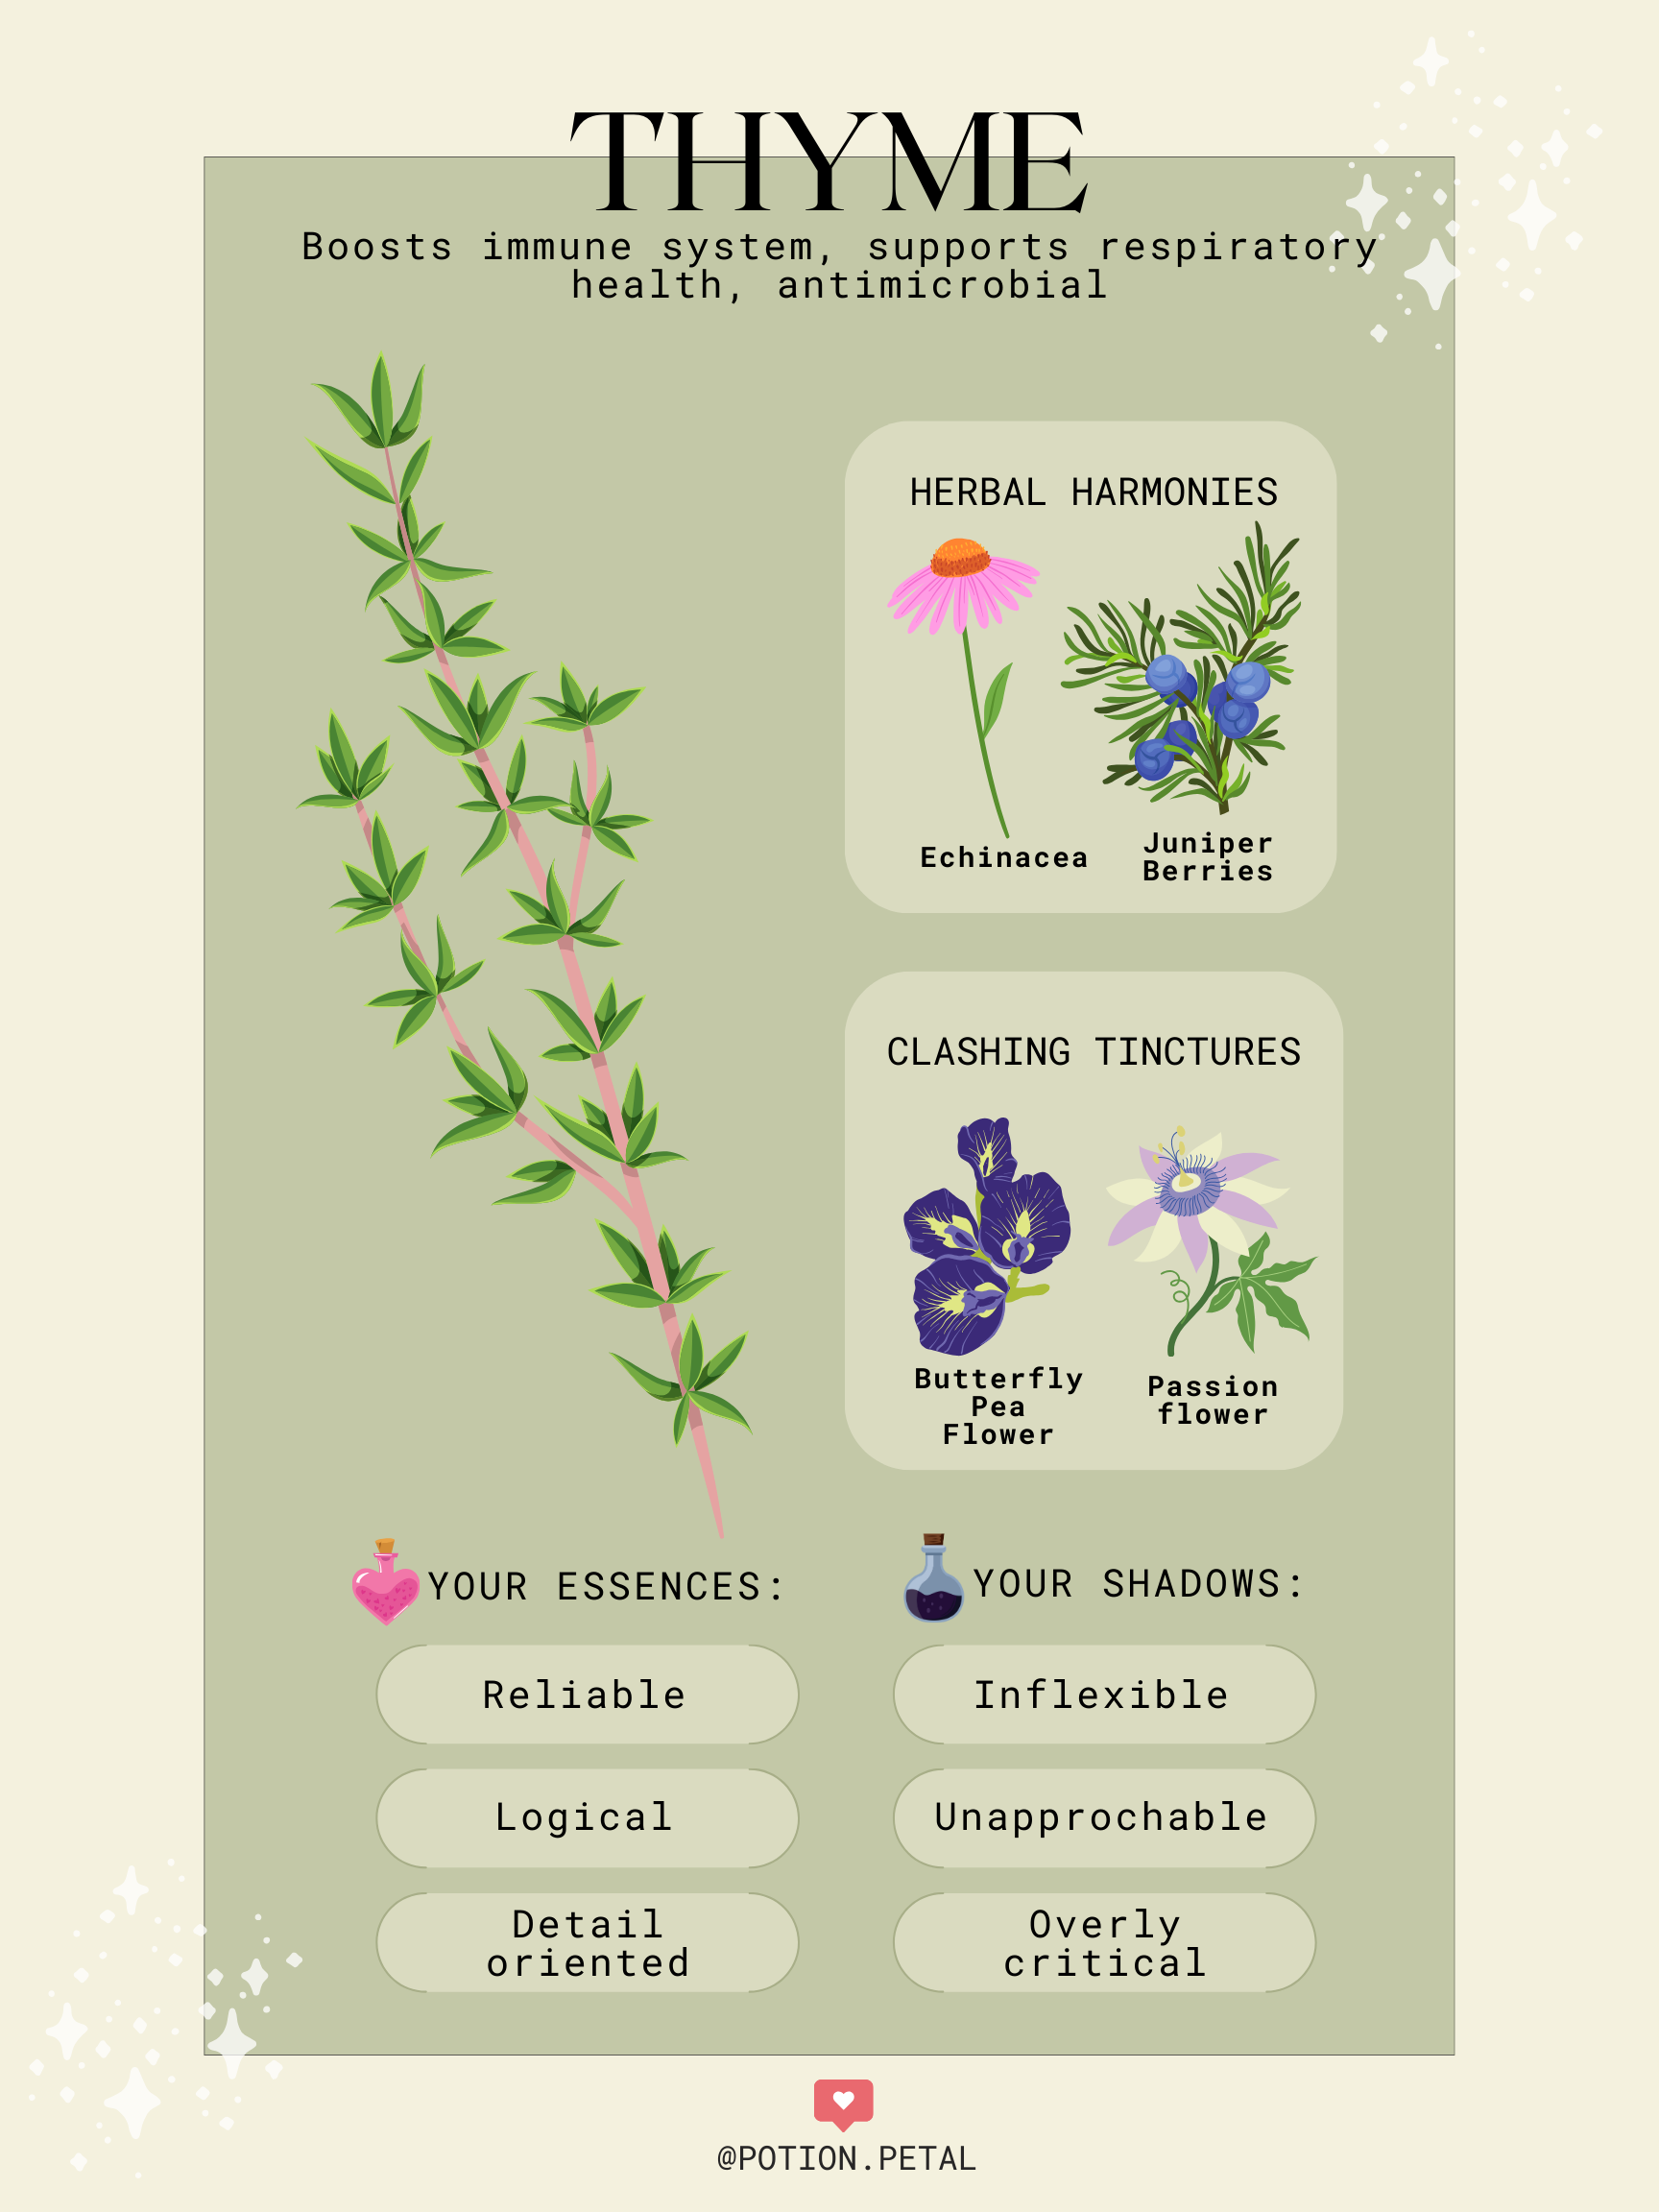 THYME
Boosts immune system, supports respiratory
health, antimicrobial
HERBAL HARMONIES
Echinacea
Juniper
Berries
CLASHING TINCTURES
Butterfly
Pea
Flower
Passion
flower
YOUR ESSENCES:
Reliable
Logical
Detail
oriented
YOUR SHADOWS:
Inflexible
Unapprochable
Overly
critical
@POTION.PETAL